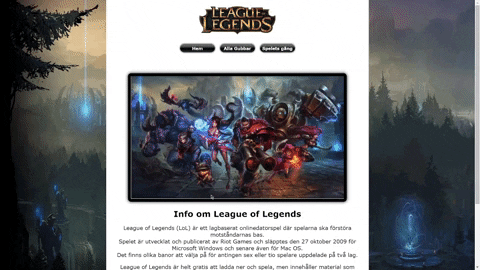 LEAGUE OF
LEGENDS
Hem
Alla Gubbar
Spelets gång
Info om League of Legends
League of Legends (LoL) är ett lagbaserat onlinedatorspel där spelarna ska förstöra
motståndarnas bas.
Spelet är utvecklat och publicerat av Riot Games och släpptes den 27 oktober 2009 för
Microsoft Windows och senare även för Mac OS.
Det finns olika banor att välja på för antingen sex eller tio spelare uppdelade på två lag.
League of Legends är helt gratis att ladda ner och spela, men innehåller material som